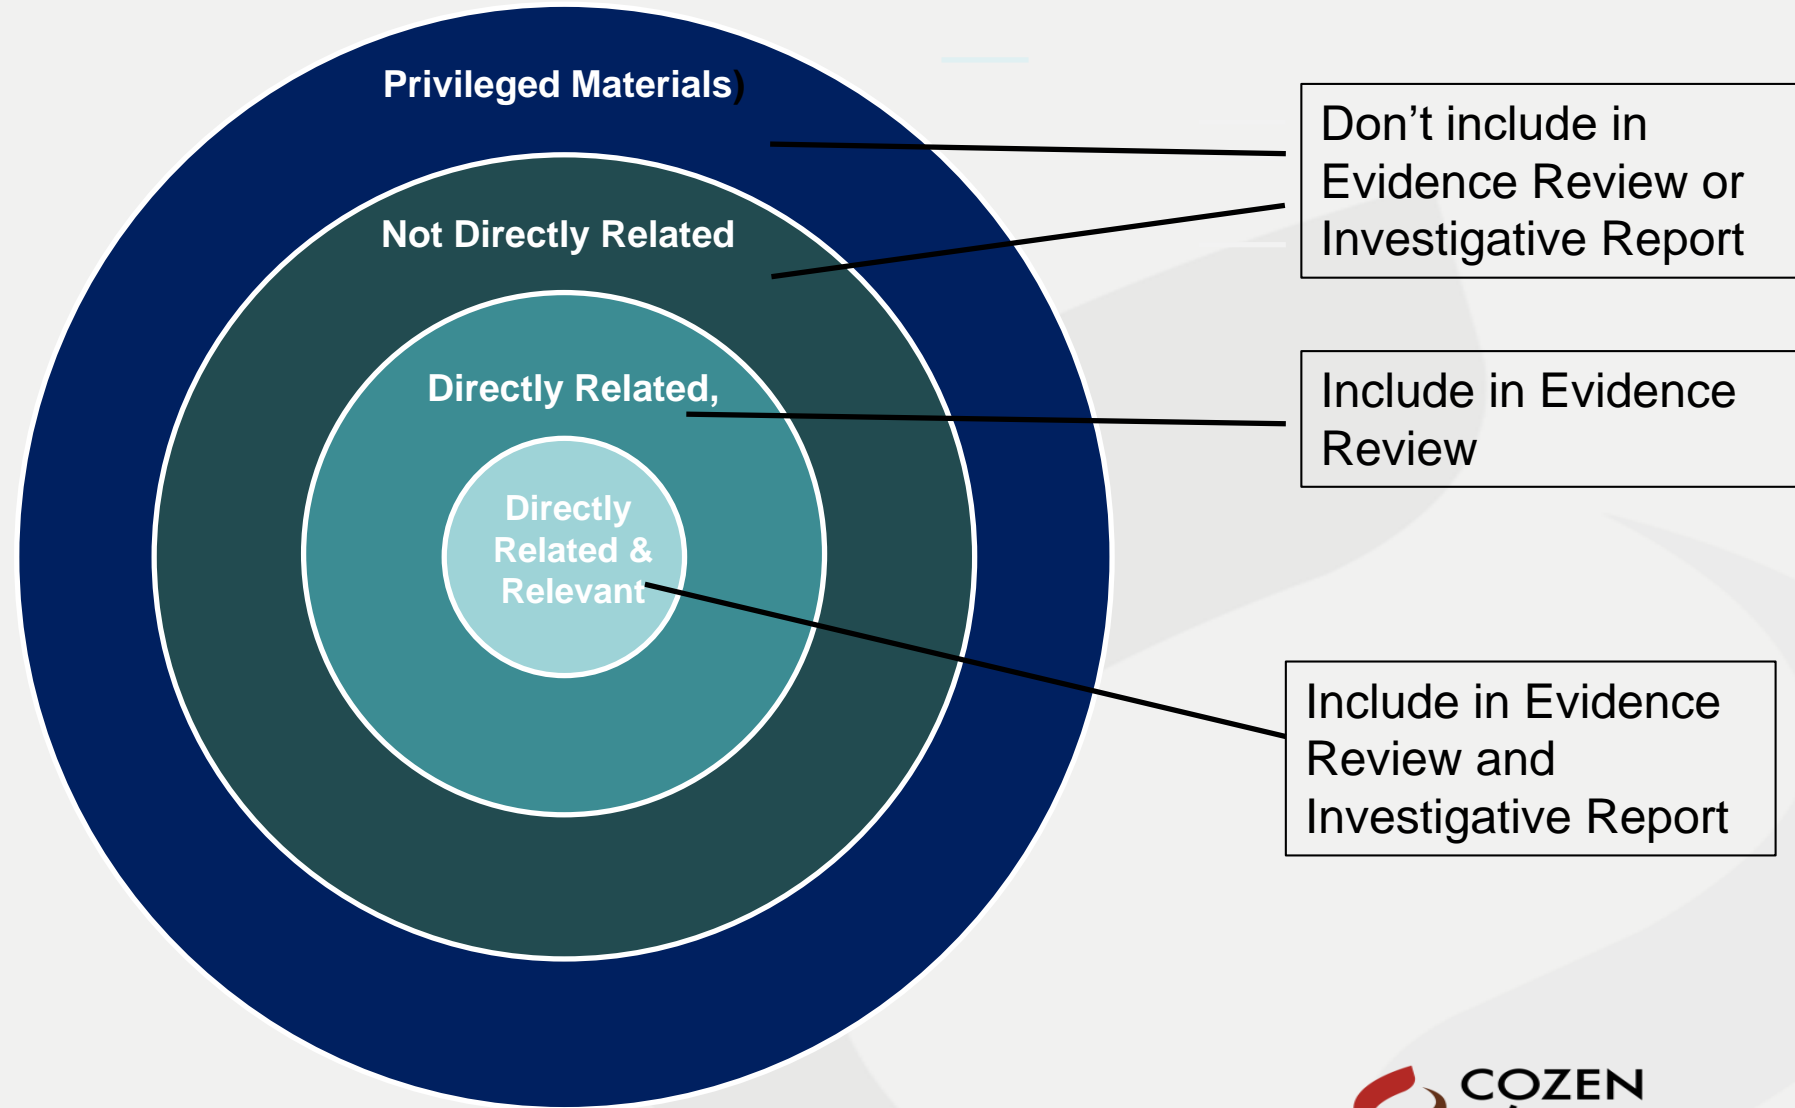 Privileged Materials)
Not Directly Related
Directly Related,
Directly
Related &
Relevant
Don't include in
Evidence Review or
Investigative Report
Include in Evidence
Review
Include in Evidence
Review and
Investigative Report
COZEN